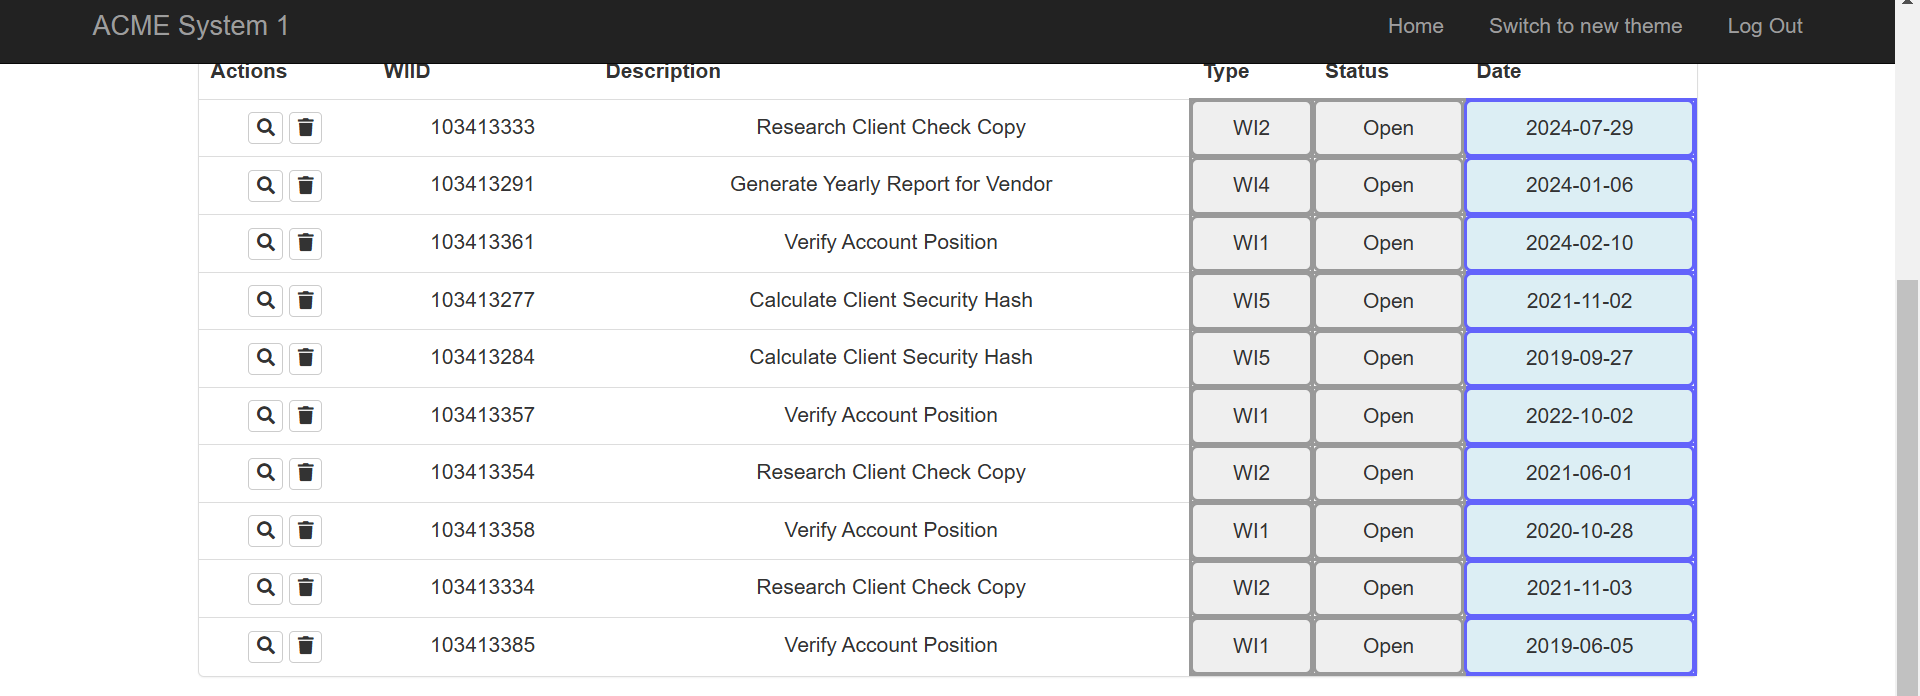 ACME System 1 Home Switch to new theme Log Out
Actions WIID Description Type Status Date
103413333 Research Client Check Copy WI2 Open 2024-07-29
103413291 Generate Yearly Report for Vendor WI4 Open 2024-01-06
103413361 Verify Account Position WI1 Open 2024-02-10
103413277 Calculate Client Security Hash WI5 Open 2021-11-02
103413284 Calculate Client Security Hash WI5 Open 2019-09-27
103413357 Verify Account Position WI1 Open 2022-10-02
103413354 Research Client Check Copy WI2 Open 2021-06-01
103413358 Verify Account Position WI1 Open 2020-10-28
103413334 Research Client Check Copy WI2 Open 2021-11-03
103413385 Verify Account Position WI1 Open 2019-06-05